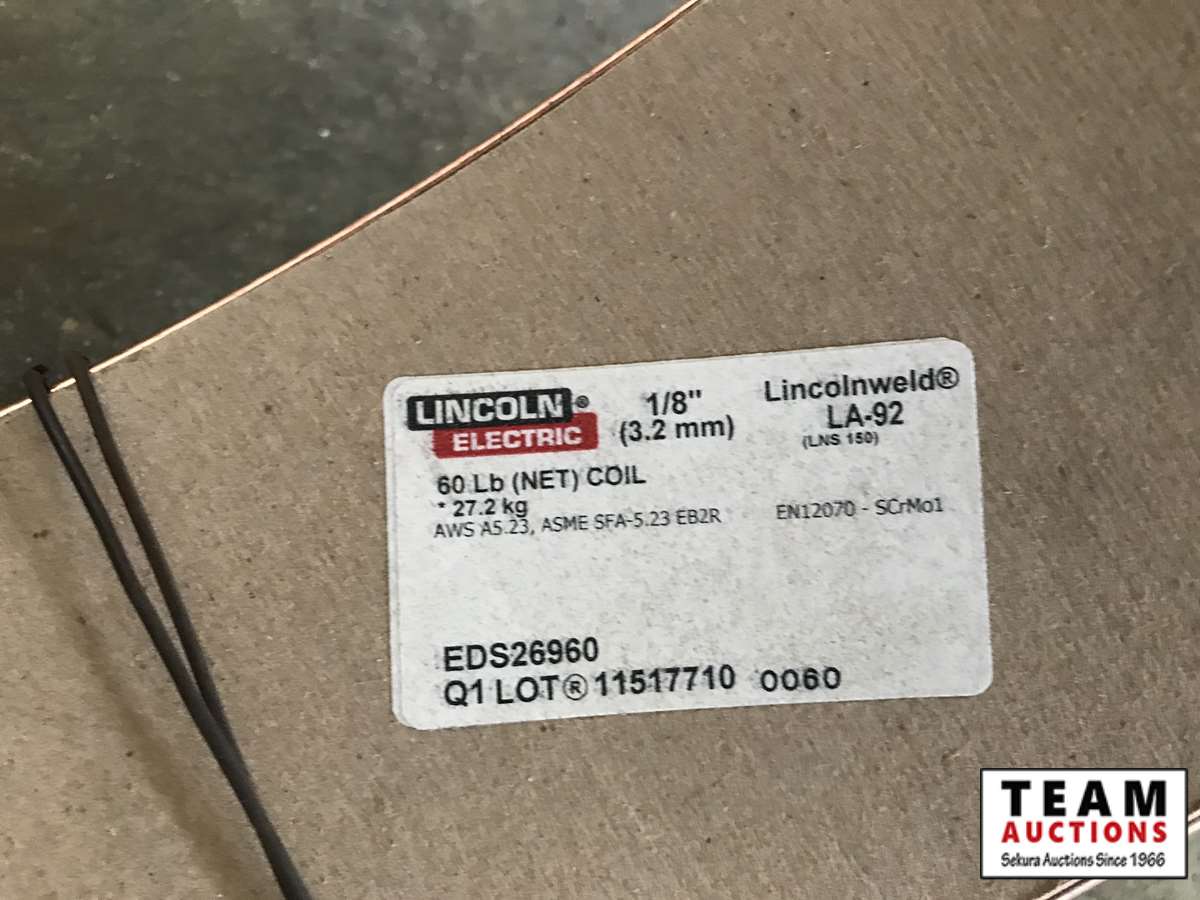 LINCOLN®
ELECTRIC
1/8"
(3.2 mm)
Lincolnweld®
LA-92
(LNS 150)
60 Lb (NET) COIL
* 27.2 kg
AWS A5.23, ASME SFA-5.23 EB2R
EN12070 - SCrMo1
EDS26960
Q1 LOT® 11517710 0060
TEAM
AUCTIONS
Sekura Auctions Since 1966